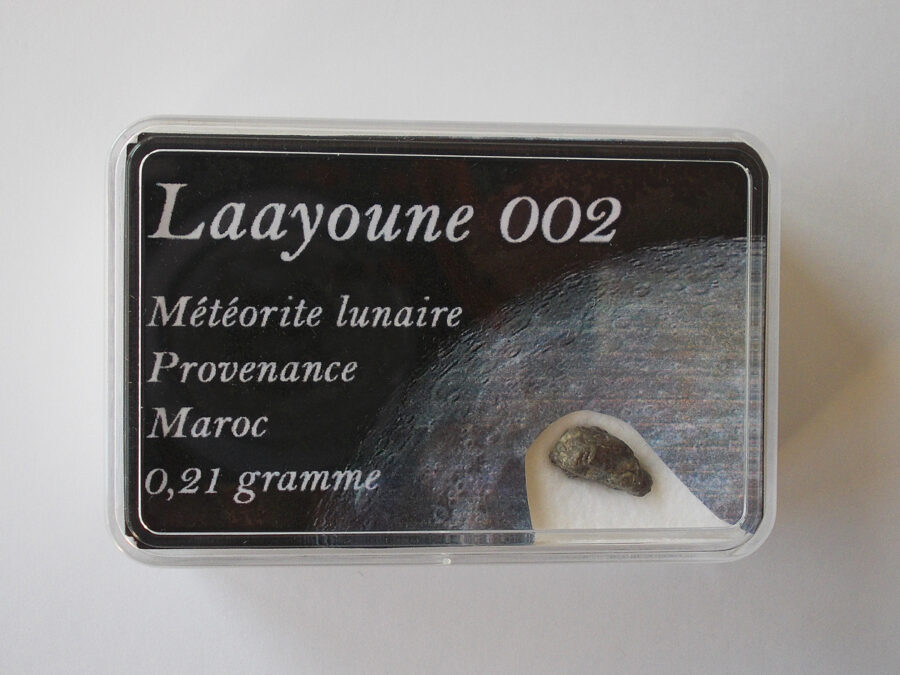 Laayoune 002
Météorite lunaire
Provenance
Maroc
0,21 gramme